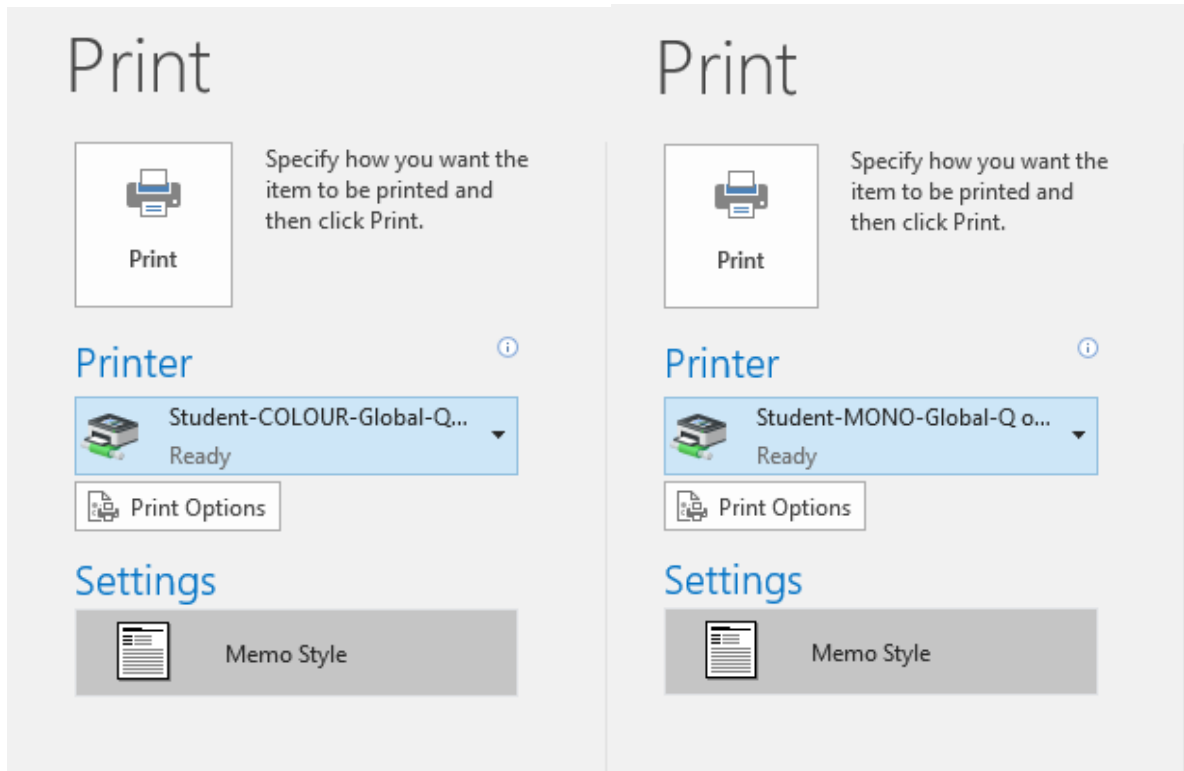 Print
Specify how you want the
item to be printed and
then click Print.
Print
Printer
Student-COLOUR-Global-Q...
Ready
Print Options
Settings
Memo Style
Print
Specify how you want the
item to be printed and
then click Print.
Print
Printer
Student-MONO-Global-Q o...
Ready
Print Options
Settings
Memo Style